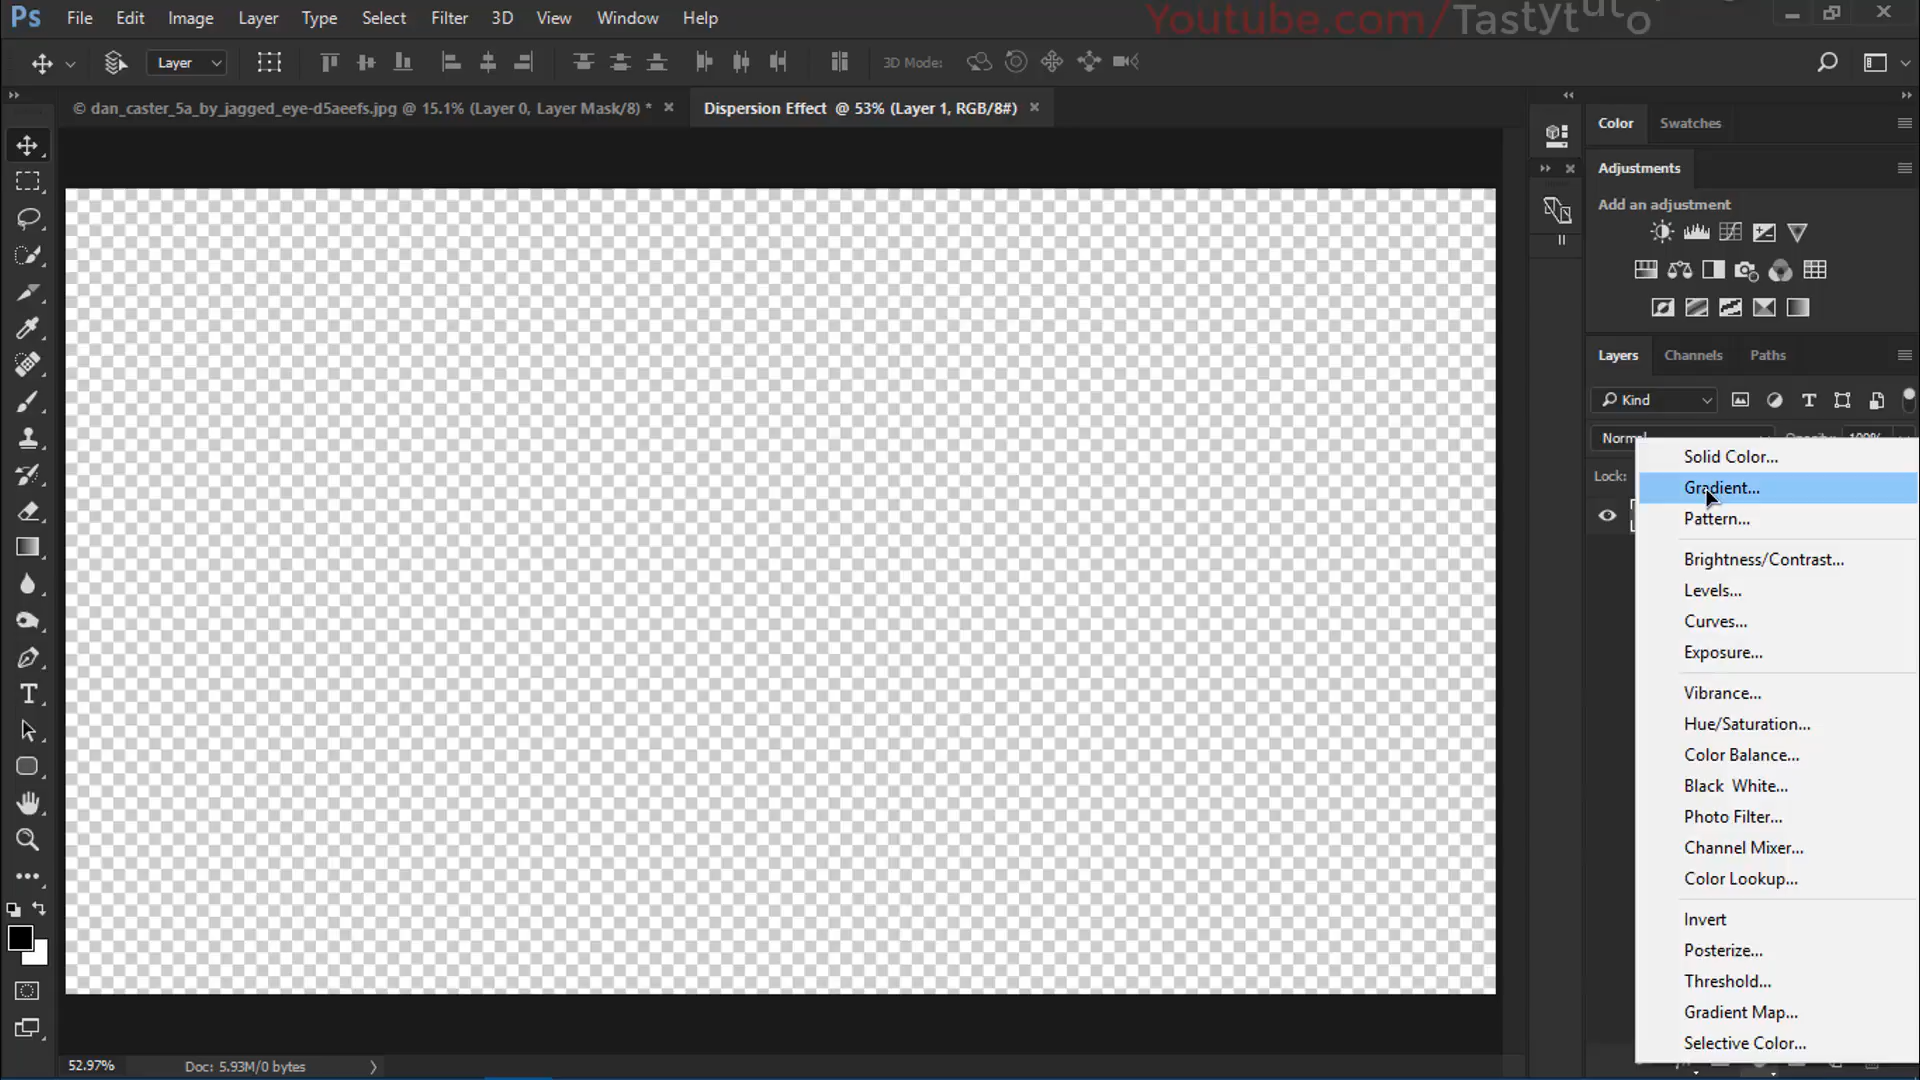 Youtube.com/Tastytuto
Ps File Edit Image Layer Type Select Filter 3D View Window Help
Layer
3D Mode:
© dan_caster_5a_by_jagged_eye-d5aeefs.jpg @ 15.1% (Layer 0, Layer Mask/8) * ×
Dispersion Effect @ 53% (Layer 1, RGB/8#) ×
Color Swatches
Adjustments
Add an adjustment
Layers Channels Paths
Kind
Normal Opacity: 100%
Lock:
Solid Color...
Gradient...
Pattern...
Brightness/Contrast...
Levels...
Curves...
Exposure...
Vibrance...
Hue/Saturation...
Color Balance...
Black White...
Photo Filter...
Channel Mixer...
Color Lookup...
Invert
Posterize...
Threshold...
Gradient Map...
Selective Color...
52.97% Doc: 5.93M/0 bytes